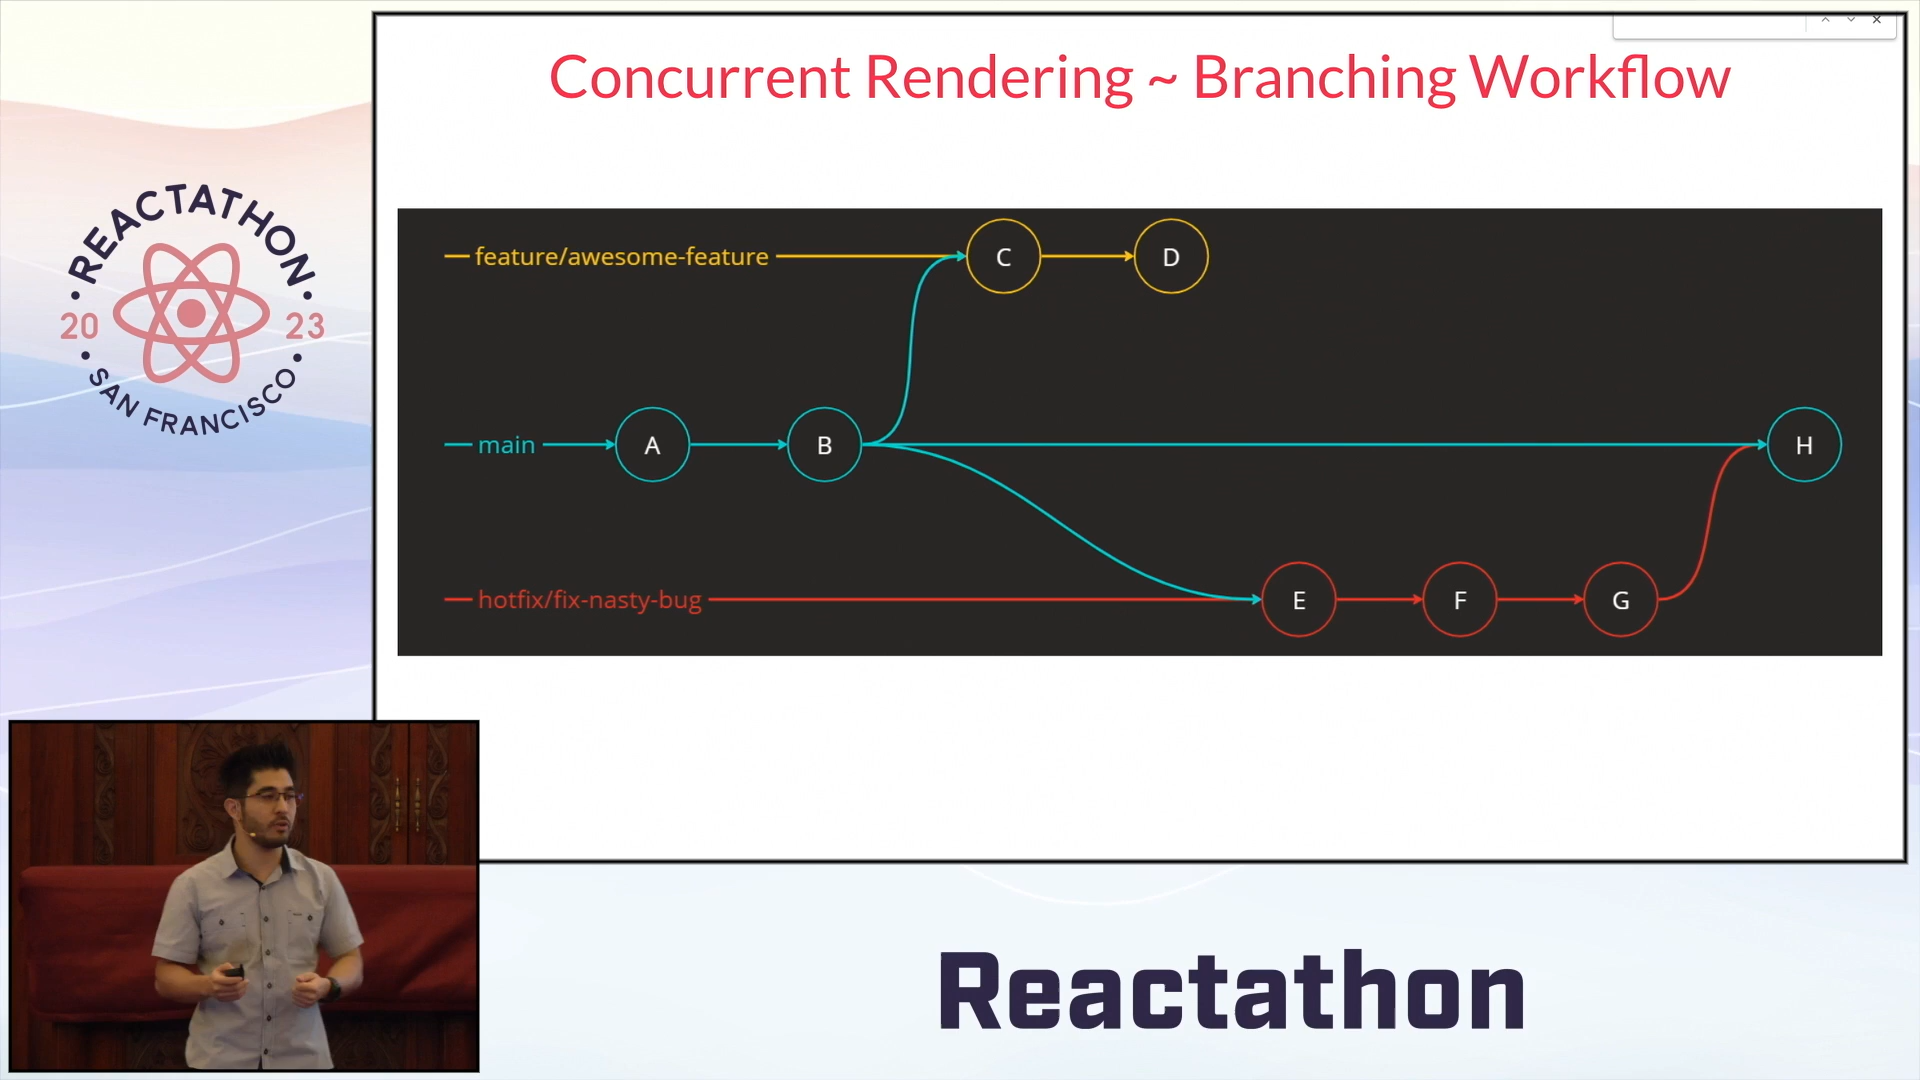 Concurrent Rendering ~ Branching Workflow
REACTATHON
20 23
SAN FRANCISCO
feature/awesome-feature
C
D
main
A
B
H
hotfix/fix-nasty-bug
E
F
G
Reactathon